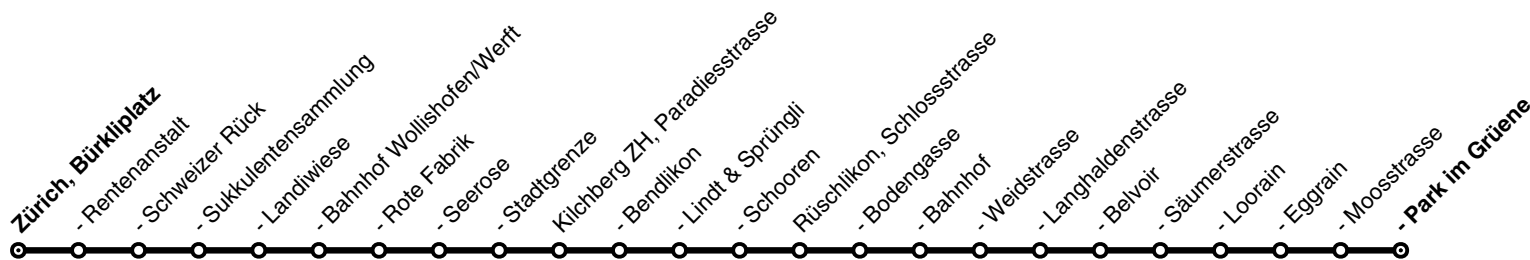 Zürich, Bürkliplatz
- Rentenanstalt
- Schweizer Rück
- Sukkulentensammlung
- Landiwiese
- Bahnhof Wollishofen/Werft
- Rote Fabrik
- Seerose
- Stadtgrenze
Kilchberg ZH, Paradiesstrasse
- Bendlikon
- Lindt & Sprüngli
- Schooren
Rüschlikon, Schlossstrasse
- Bodengasse
- Bahnhof
- Weidstrasse
- Langhaldenstrasse
- Belvoir
- Säumerstrasse
- Loorain
- Eggrain
- Moosstrasse
- Park im Grüene